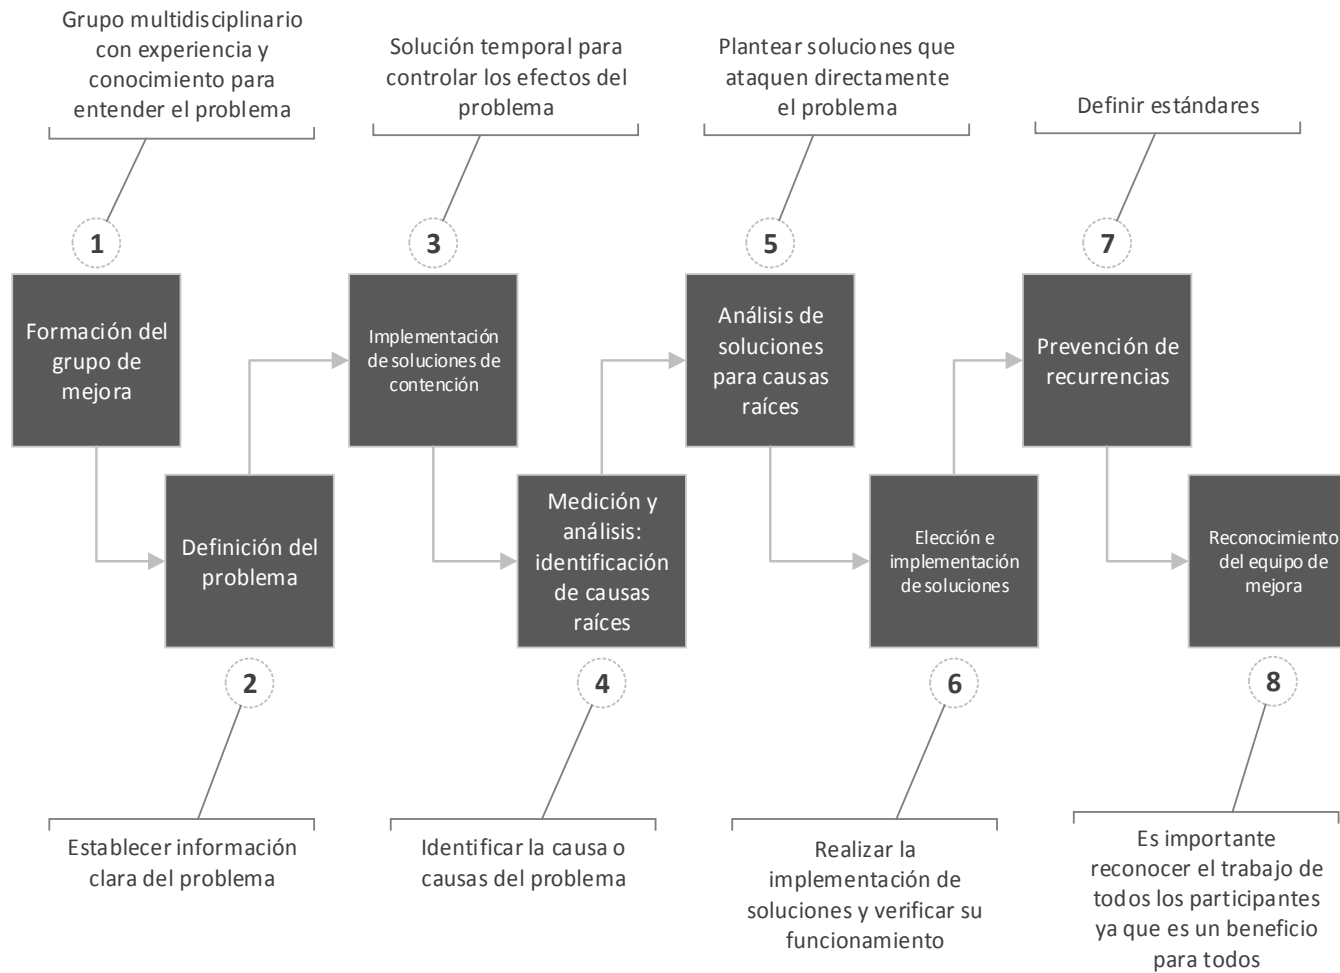 Grupo multidisciplinario
con experiencia y
conocimiento para
entender el problema
1
Formación del
grupo de
mejora
2
Definición del
problema
Establecer información
clara del problema
Solución temporal para
controlar los efectos del
problema
3
Implementación
de soluciones de
contención
4
Medición y
análisis:
identificación
de causas
raíces
Identificar la causa o
causas del problema
Plantear soluciones que
ataquen directamente
el problema
5
Análisis de
soluciones
para causas
raíces
6
Elección e
implementación
de soluciones
Realizar la
implementación de
soluciones y verificar su
funcionamiento
Definir estándares
7
Prevención de
recurrencias
8
Reconocimiento
del equipo de
mejora
Es importante
reconocer el trabajo de
todos los participantes
ya que es un beneficio
para todos